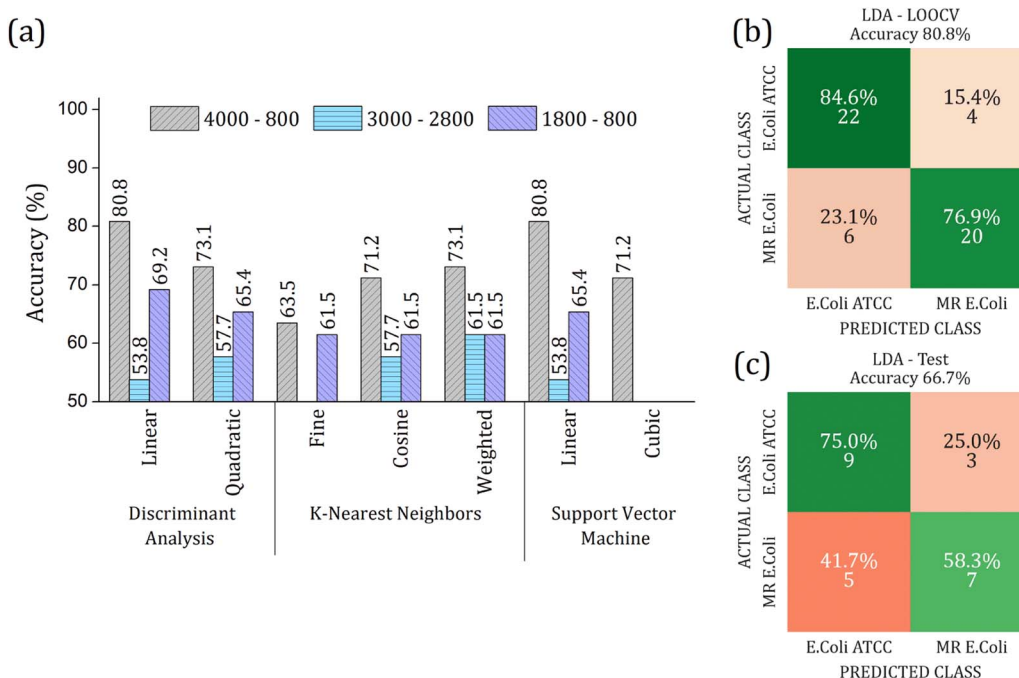 (a)
Accuracy (%)
100
90
80
70
60
50
4000 - 800
3000 - 2800
1800 - 800
80.8
53.8
69.2
73.1
57.7
65.4
63.5
61.5
71.2
57.7
61.5
73.1
61.5
61.5
80.8
53.8
65.4
71.2
Linear
Quadratic
Fine
Cosine
Weighted
Linear
Cubic
Discriminant
Analysis
K-Nearest Neighbors
Support Vector
Machine
(b)
LDA - LOOCV
Accuracy 80.8%
ACTUAL CLASS
E.Coli ATCC
MR E.Coli
84.6%
22
15.4%
4
23.1%
6
76.9%
20
E.Coli ATCC
MR E.Coli
PREDICTED CLASS
(c)
LDA - Test
Accuracy 66.7%
ACTUAL CLASS
E.Coli ATCC
MR E.Coli
75.0%
9
25.0%
3
41.7%
5
58.3%
7
E.Coli ATCC
MR E.Coli
PREDICTED CLASS